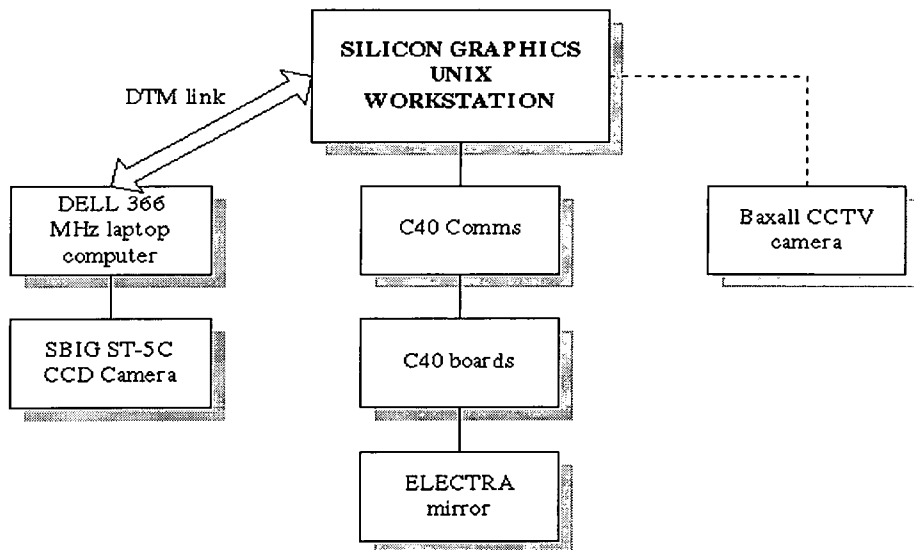 SILICON GRAPHICS
UNIX
WORKSTATION
DTM link
DELL 366
MHz laptop
computer
C40 Comms
Baxall CCTV
camera
SBIG ST-5C
CCD Camera
C40 boards
ELECTRA
mirror